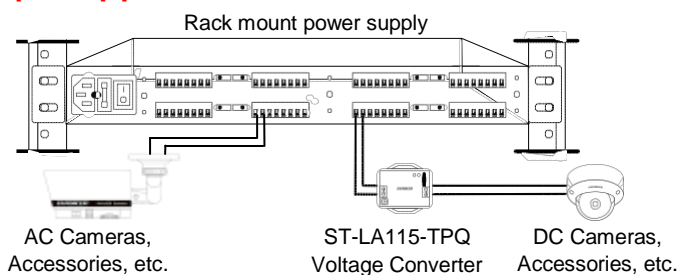 Rack mount power supply
AC Cameras,
Accessories, etc.
ST-LA115-TPQ
Voltage Converter
DC Cameras,
Accessories, etc.